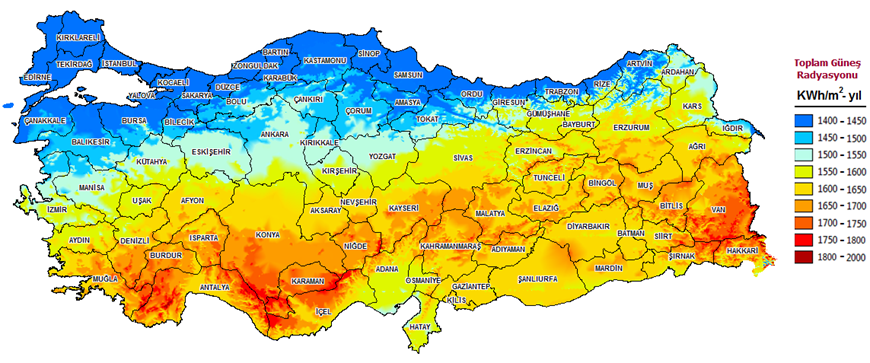 KIRKLARELİ
TEKİRDAĞ
İSTANBUL
EDİRNE
YALOVA
KOCAELİ
SAKARYA
DÜZCE
BOLU
ZONGULDAK
BARTIN
KARABÜK
KASTAMONU
SİNOP
SAMSUN
ÇANAKKALE
BURSA
BİLECİK
BALIKESİR
KÜTAHYA
ESKİŞEHİR
ANKARA
ÇANKIRI
ÇORUM
AMASYA
TOKAT
ORDU
GİRESUN
TRABZON
RİZE
ARTVİN
ARDAHAN
KARS
GÜMÜŞHANE
BAYBURT
ERZURUM
IĞDIR
AĞRI
KIRIKKALE
YOZGAT
KIRŞEHİR
SİVAS
ERZİNCAN
TUNCELİ
BİNGÖL
MUŞ
BİTLİS
VAN
MANİSA
İZMİR
UŞAK
AFYON
AKSARAY
NEVŞEHİR
KAYSERİ
MALATYA
ELAZIĞ
DİYARBAKIR
BATMAN
SİİRT
ŞIRNAK
HAKKARİ
AYDIN
DENİZLİ
ISPARTA
BURDUR
KONYA
NİĞDE
KAHRAMANMARAŞ
ADIYAMAN
MUĞLA
ANTALYA
KARAMAN
İÇEL
ADANA
OSMANİYE
GAZİANTEP
KİLİS
ŞANLIURFA
MARDİN
HATAY
Toplam Güneş
Radyasyonu
KWh/m²- yıl
1400 - 1450
1450 - 1500
1500 - 1550
1550 - 1600
1600 - 1650
1650 - 1700
1700 - 1750
1750 - 1800
1800 - 2000